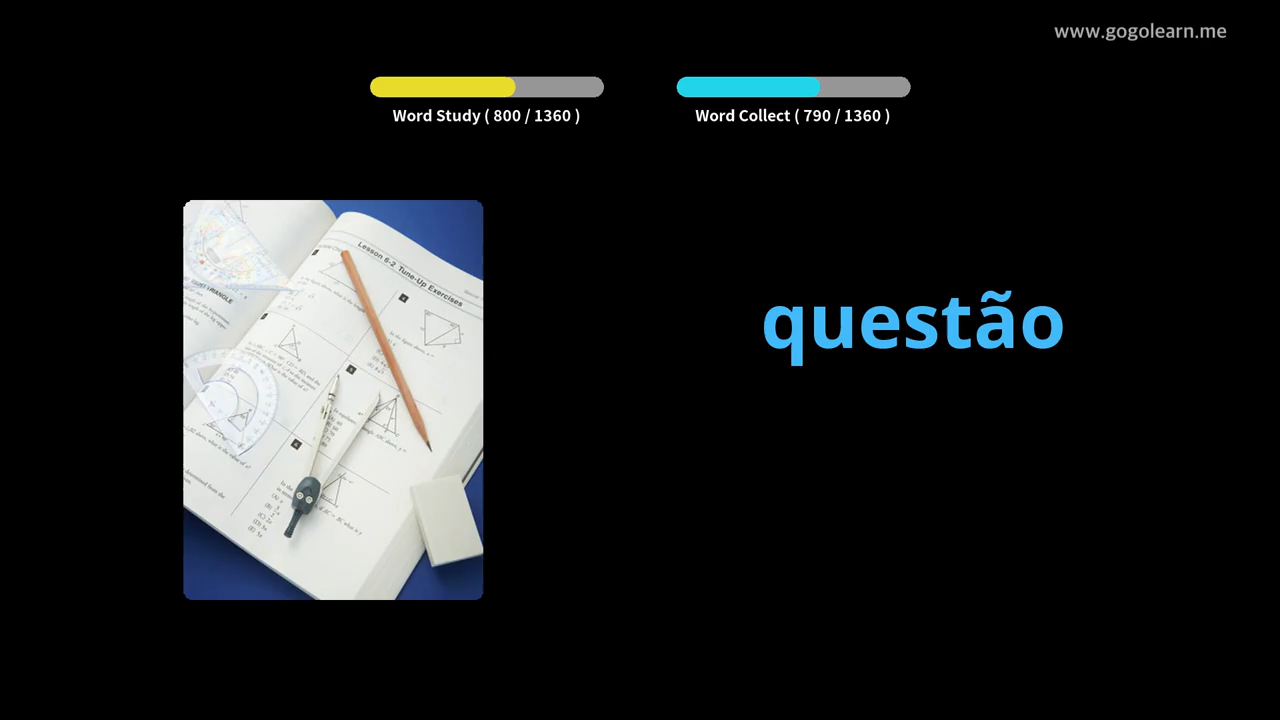 www.gogolearn.me
Word Study ( 800 / 1360 )
Word Collect ( 790 / 1360 )
questão
Lesson 6-2 Tune-Up Exercises